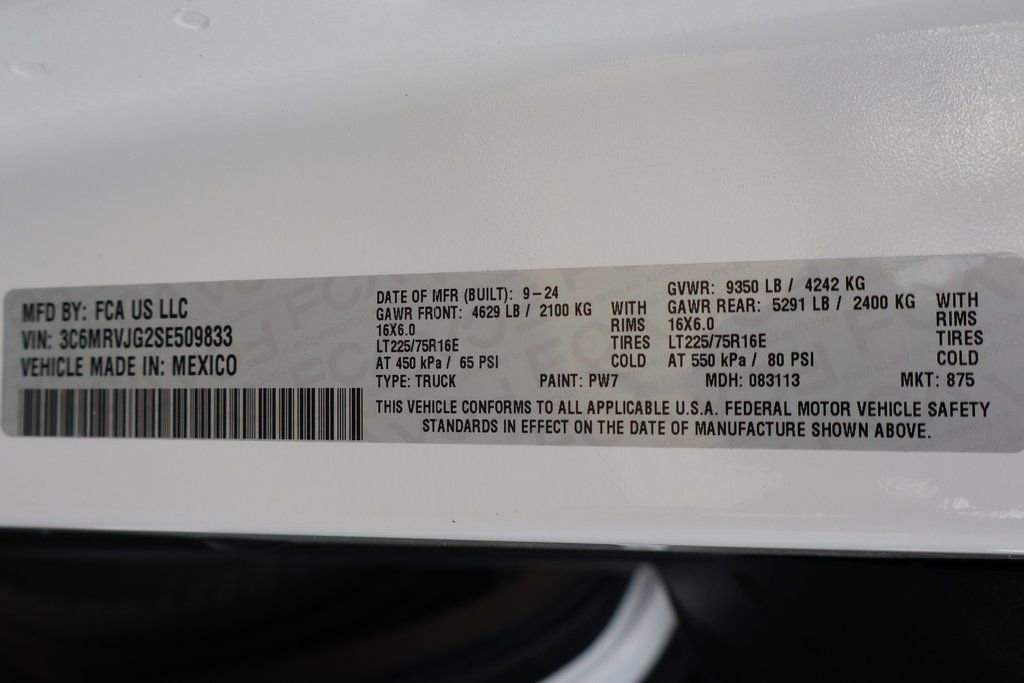 MFD BY: FCA US LLC
VIN: 3C6MRVJG2SE509833
VEHICLE MADE IN: MEXICO
DATE OF MFR (BUILT): 9-24
GAWR FRONT: 4629 LB / 2100 KG WITH
16X6.0 RIMS
LT225/75R16E TIRES
AT 450 kPa / 65 PSI COLD
GVWR: 9350 LB / 4242 KG
GAWR REAR: 5291 LB / 2400 KG WITH
16X6.0 RIMS
LT225/75R16E TIRES
AT 550 kPa / 80 PSI COLD
TYPE: TRUCK PAINT: PW7 MDH: 083113 MKT: 875
THIS VEHICLE CONFORMS TO ALL APPLICABLE U.S.A. FEDERAL MOTOR VEHICLE SAFETY
STANDARDS IN EFFECT ON THE DATE OF MANUFACTURE SHOWN ABOVE.